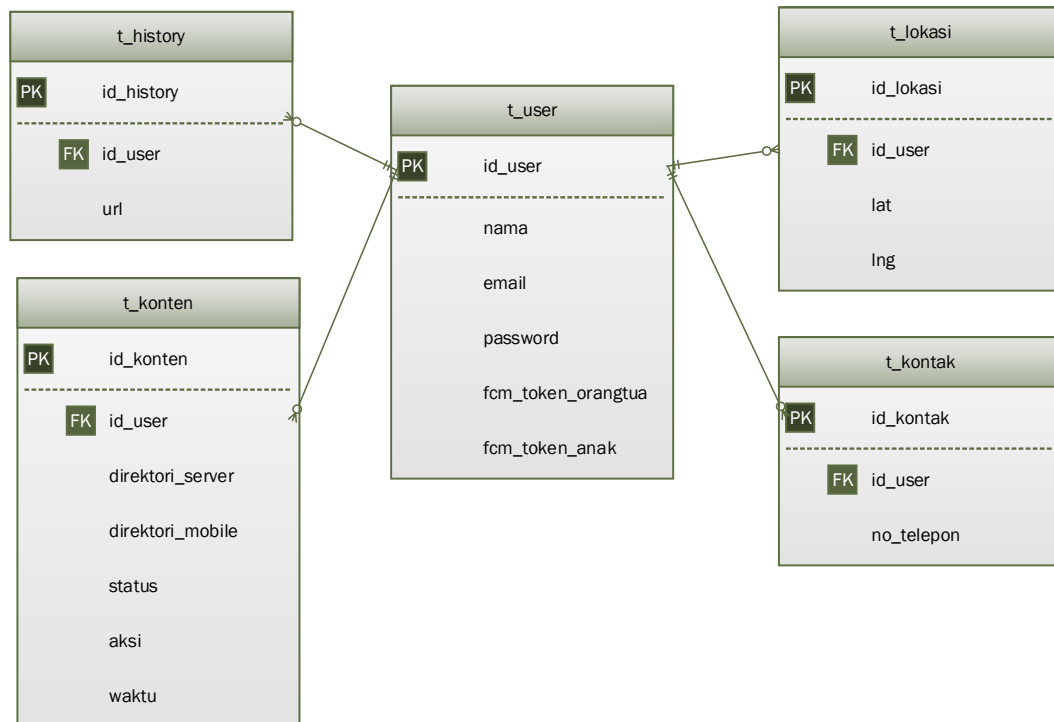 t_history
PK id_history
FK id_user
url
t_konten
PK id_konten
FK id_user
direktori_server
direktori_mobile
status
aksi
waktu
t_user
PK id_user
nama
email
password
fcm_token_orangtua
fcm_token_anak
t_lokasi
PK id_lokasi
FK id_user
lat
lng
t_kontak
PK id_kontak
FK id_user
no_telepon